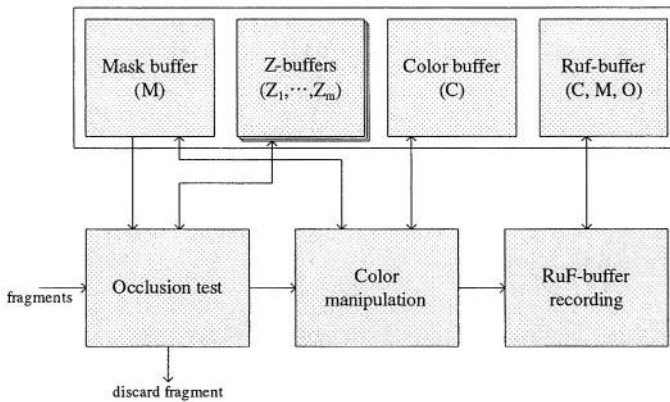 Mask buffer
(M)
Z-buffers
(Z1,⋯,Zm)
Color buffer
(C)
Ruf-buffer
(C, M, O)
fragments
Occlusion test
Color
manipulation
RuF-buffer
recording
discard fragment